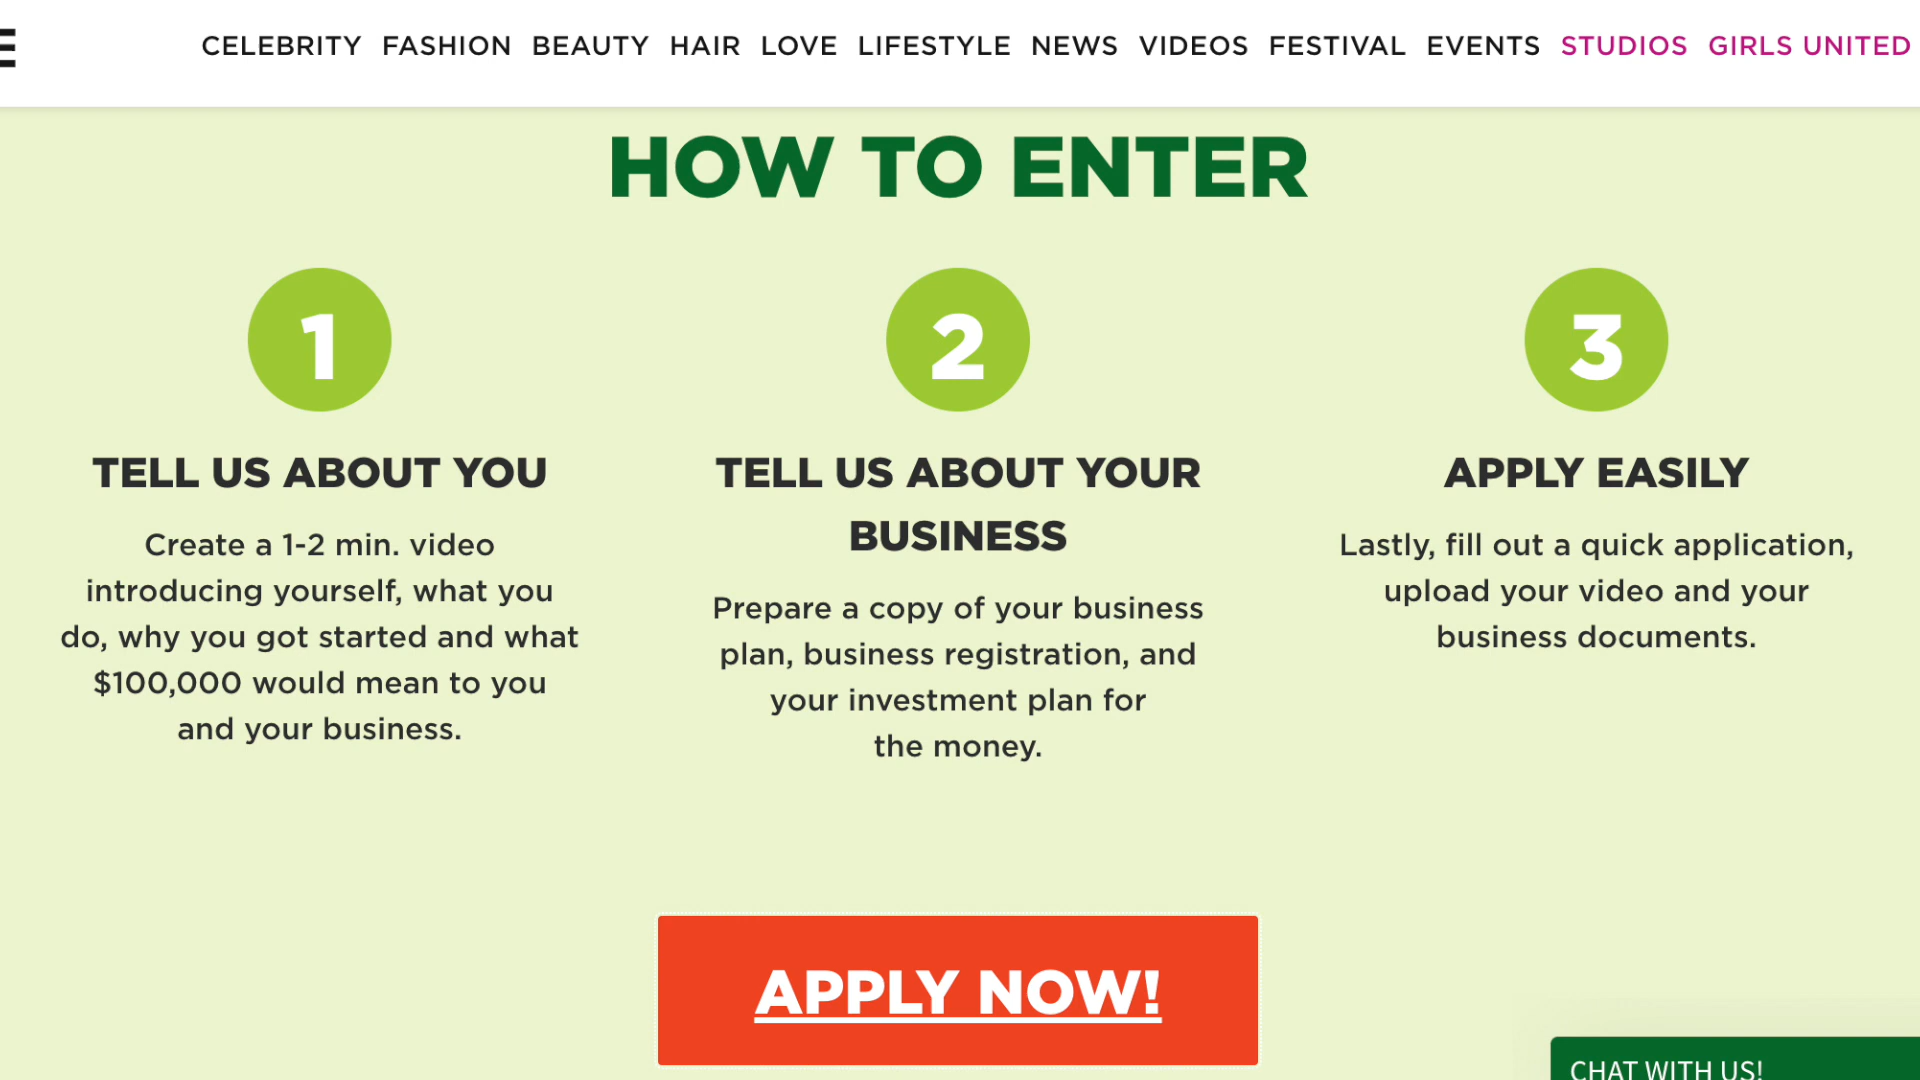 CELEBRITY FASHION BEAUTY HAIR LOVE LIFESTYLE NEWS VIDEOS FESTIVAL EVENTS STUDIOS GIRLS UNITED
HOW TO ENTER
1
TELL US ABOUT YOU
Create a 1-2 min. video
introducing yourself, what you
do, why you got started and what
$100,000 would mean to you
and your business.
2
TELL US ABOUT YOUR
BUSINESS
Prepare a copy of your business
plan, business registration, and
your investment plan for
the money.
3
APPLY EASILY
Lastly, fill out a quick application,
upload your video and your
business documents.
APPLY NOW!
CHAT WITH US!